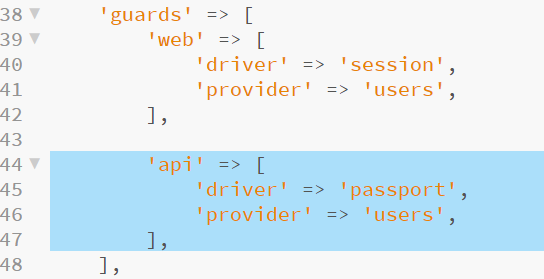 38 'guards' => [
39 'web' => [
40 'driver' => 'session',
41 'provider' => 'users',
42 ],
43
44 'api' => [
45 'driver' => 'passport',
46 'provider' => 'users',
47 ],
48 ],